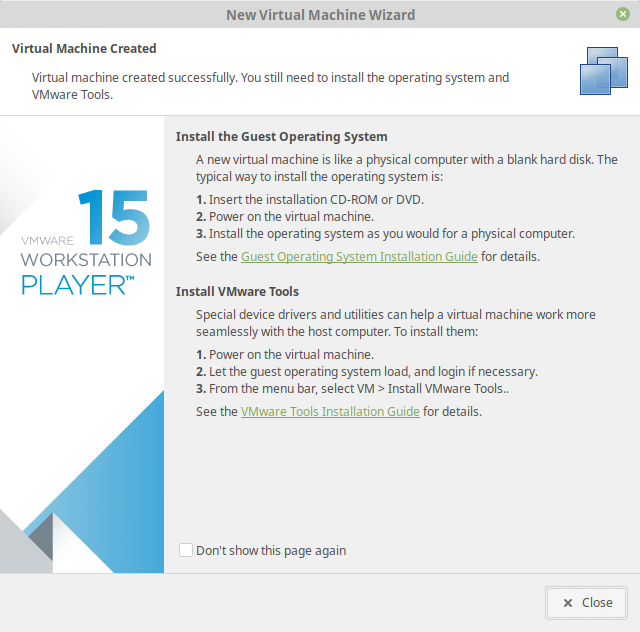 New Virtual Machine Wizard
Virtual Machine Created
Virtual machine created successfully. You still need to install the operating system and
VMware Tools.
VMWARE 15
WORKSTATION
PLAYER™
Install the Guest Operating System
A new virtual machine is like a physical computer with a blank hard disk. The
typical way to install the operating system is:
1. Insert the installation CD-ROM or DVD.
2. Power on the virtual machine.
3. Install the operating system as you would for a physical computer.
See the Guest Operating System Installation Guide for details.
Install VMware Tools
Special device drivers and utilities can help a virtual machine work more
seamlessly with the host computer. To install them:
1. Power on the virtual machine.
2. Let the guest operating system load, and login if necessary.
3. From the menu bar, select VM > Install VMware Tools..
See the VMware Tools Installation Guide for details.
Don't show this page again
Close